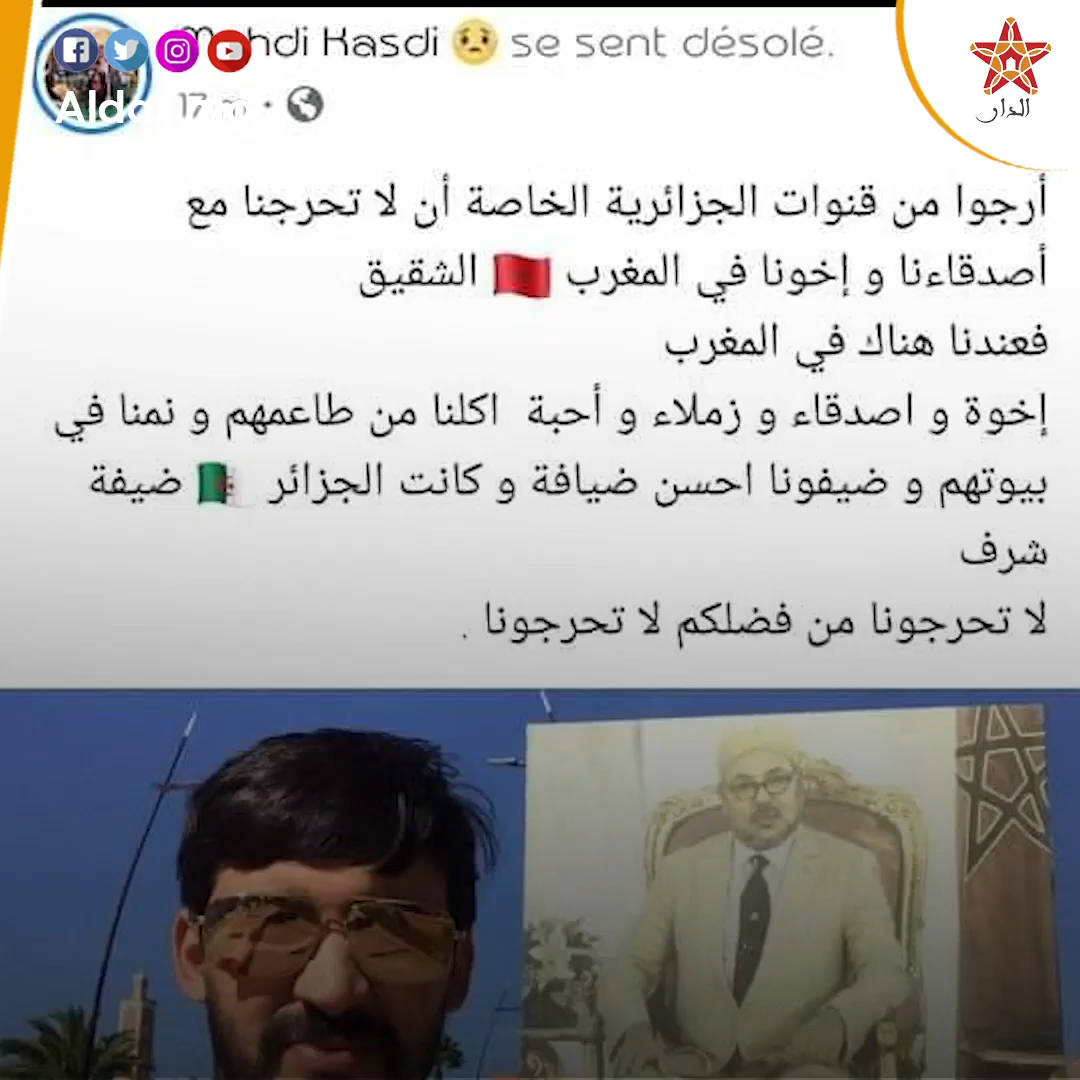 Mehdi Kasdi 😟 se sent désolé.
17 m ·
الدار
أرجوا من قنوات الجزائرية الخاصة أن لا تحرجنا مع
أصدقاءنا و إخونا في المغرب 🇲🇦 الشقيق
فعندنا هناك في المغرب
إخوة و اصدقاء و زملاء و أحبة اكلنا من طاعمهم و نمنا في
بيوتهم و ضيفونا احسن ضيافة و كانت الجزائر 🇩🇿 ضيفة
شرف
لا تحرجونا من فضلكم لا تحرجونا .